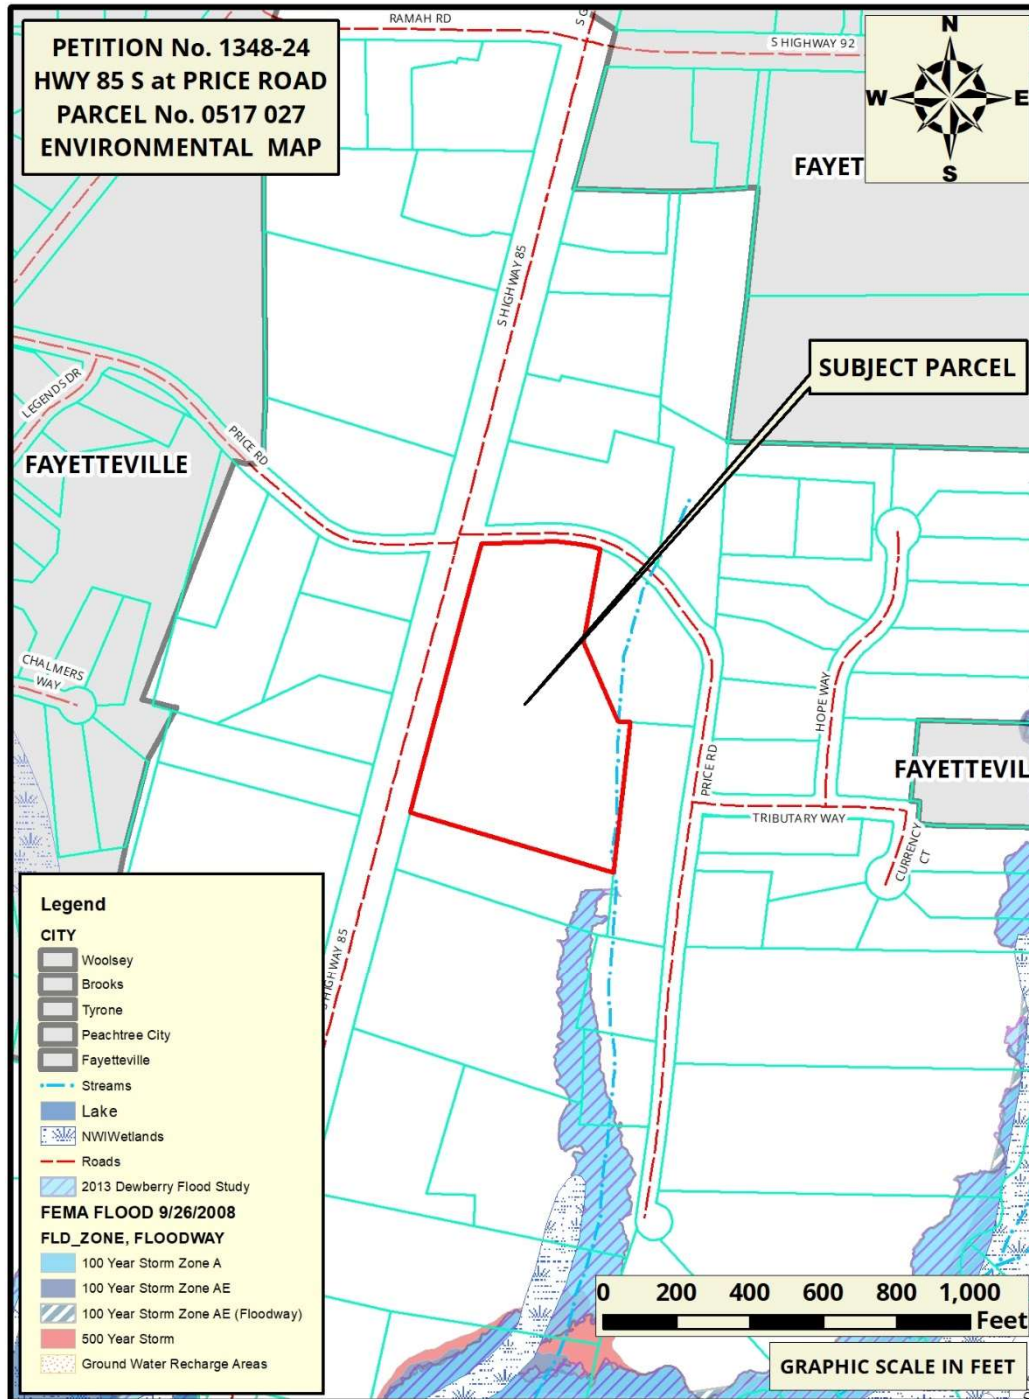 PETITION No. 1348-24
HWY 85 S at PRICE ROAD
PARCEL No. 0517 027
ENVIRONMENTAL MAP
RAMAH RD
S HIGHWAY 92
N
W
E
S
FAYET
S HIGHWAY 85
SUBJECT PARCEL
LEGENDS DR
PRICE RD
FAYETTEVILLE
CHALMERS
WAY
HOPE WAY
PRICE RD
FAYETTEVIL
TRIBUTARY WAY
CURRENCY
CT
HIGHWAY 85
Legend
CITY
Woolsey
Brooks
Tyrone
Peachtree City
Fayetteville
Streams
Lake
NWIWetlands
Roads
2013 Dewberry Flood Study
FEMA FLOOD 9/26/2008
FLD_ZONE, FLOODWAY
100 Year Storm Zone A
100 Year Storm Zone AE
100 Year Storm Zone AE (Floodway)
500 Year Storm
Ground Water Recharge Areas
0 200 400 600 800 1,000
Feet
GRAPHIC SCALE IN FEET